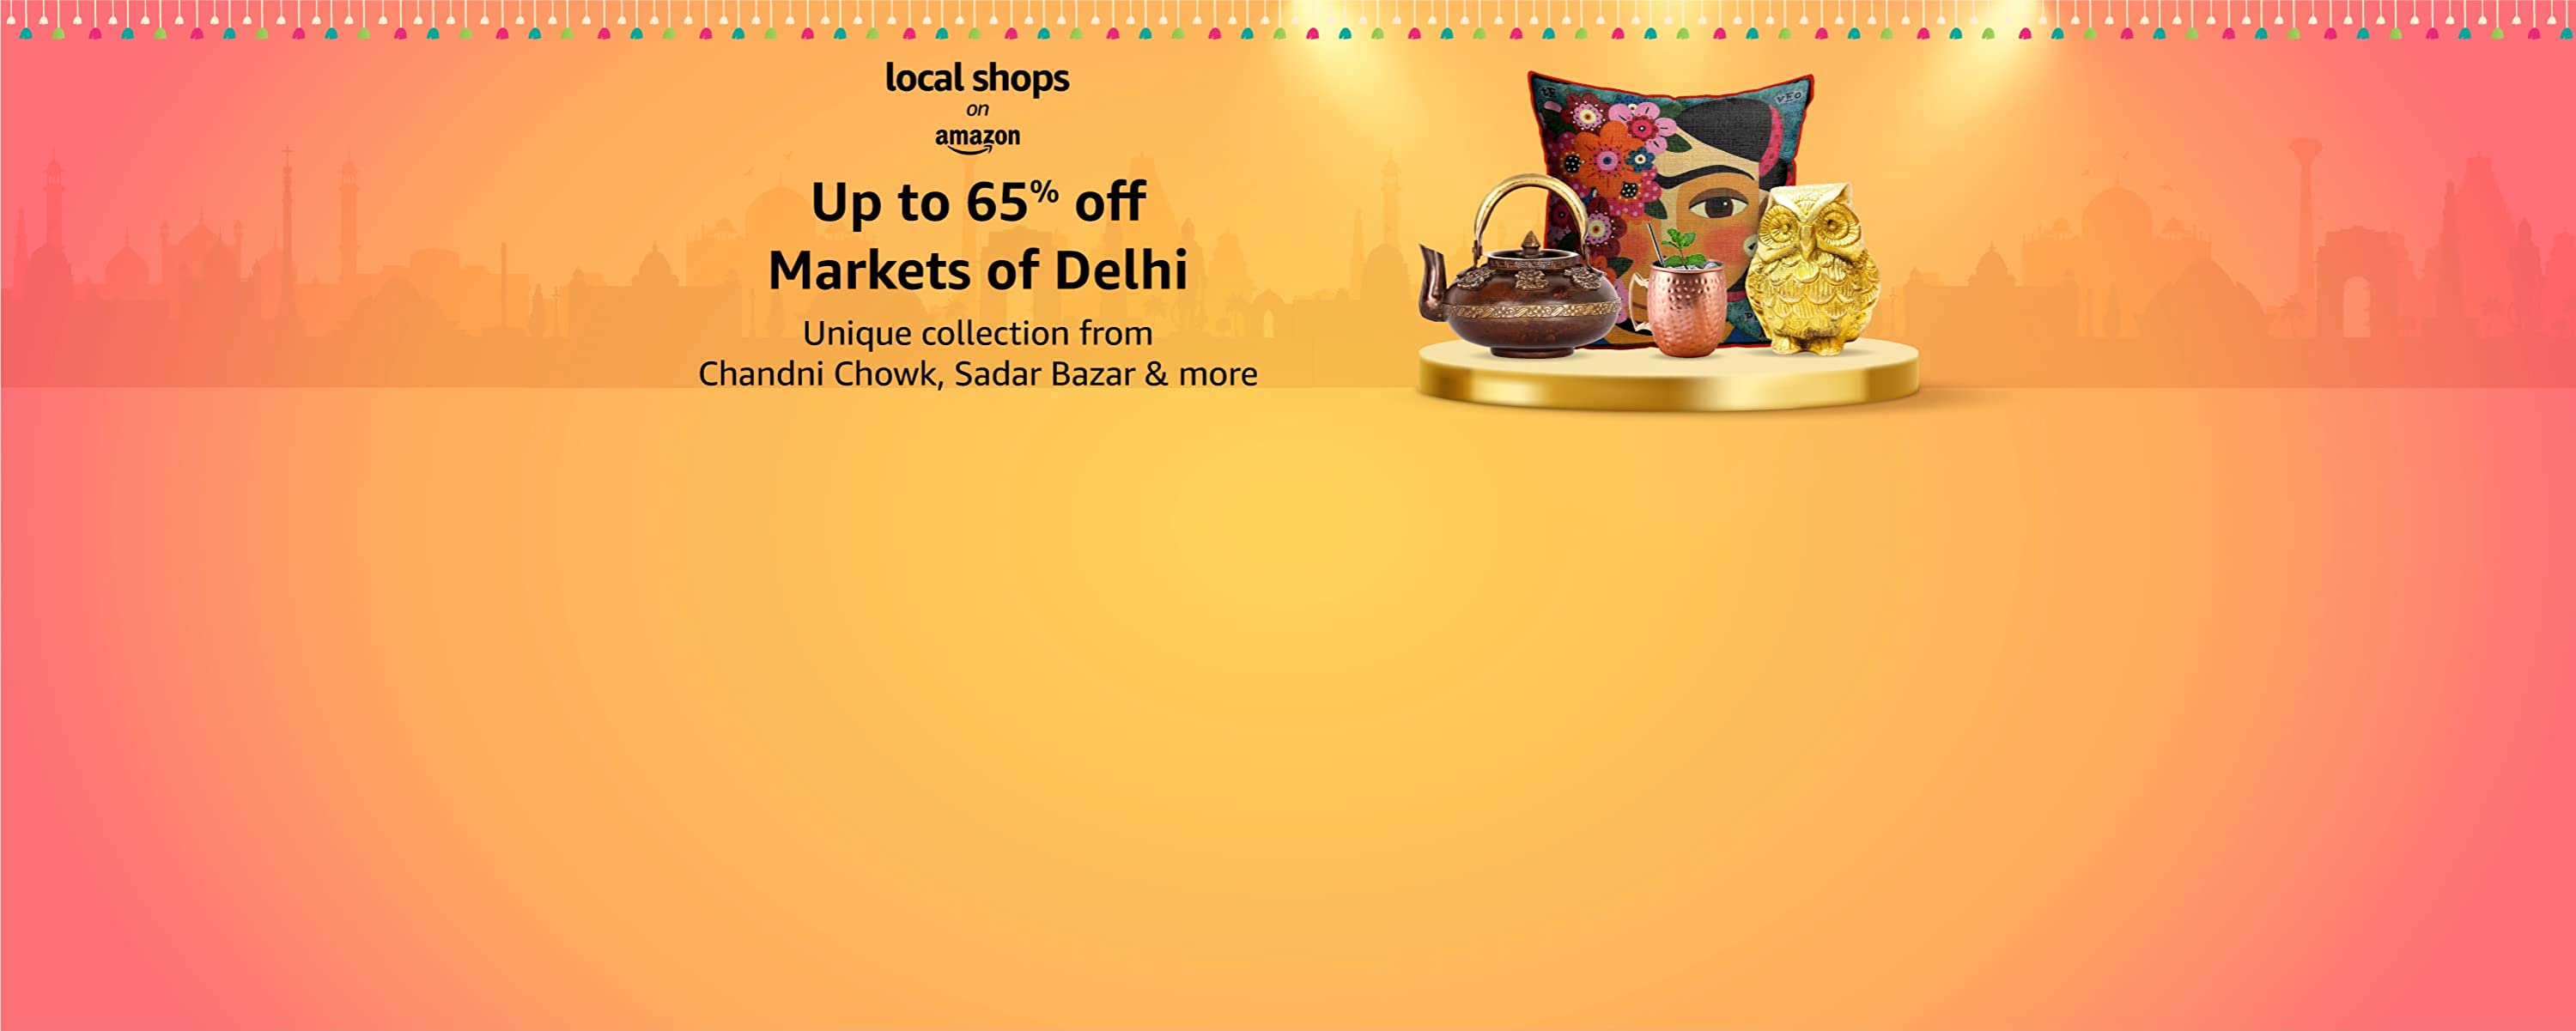 local shops
on
amazon
Up to 65% off
Markets of Delhi
Unique collection from
Chandni Chowk, Sadar Bazar & more